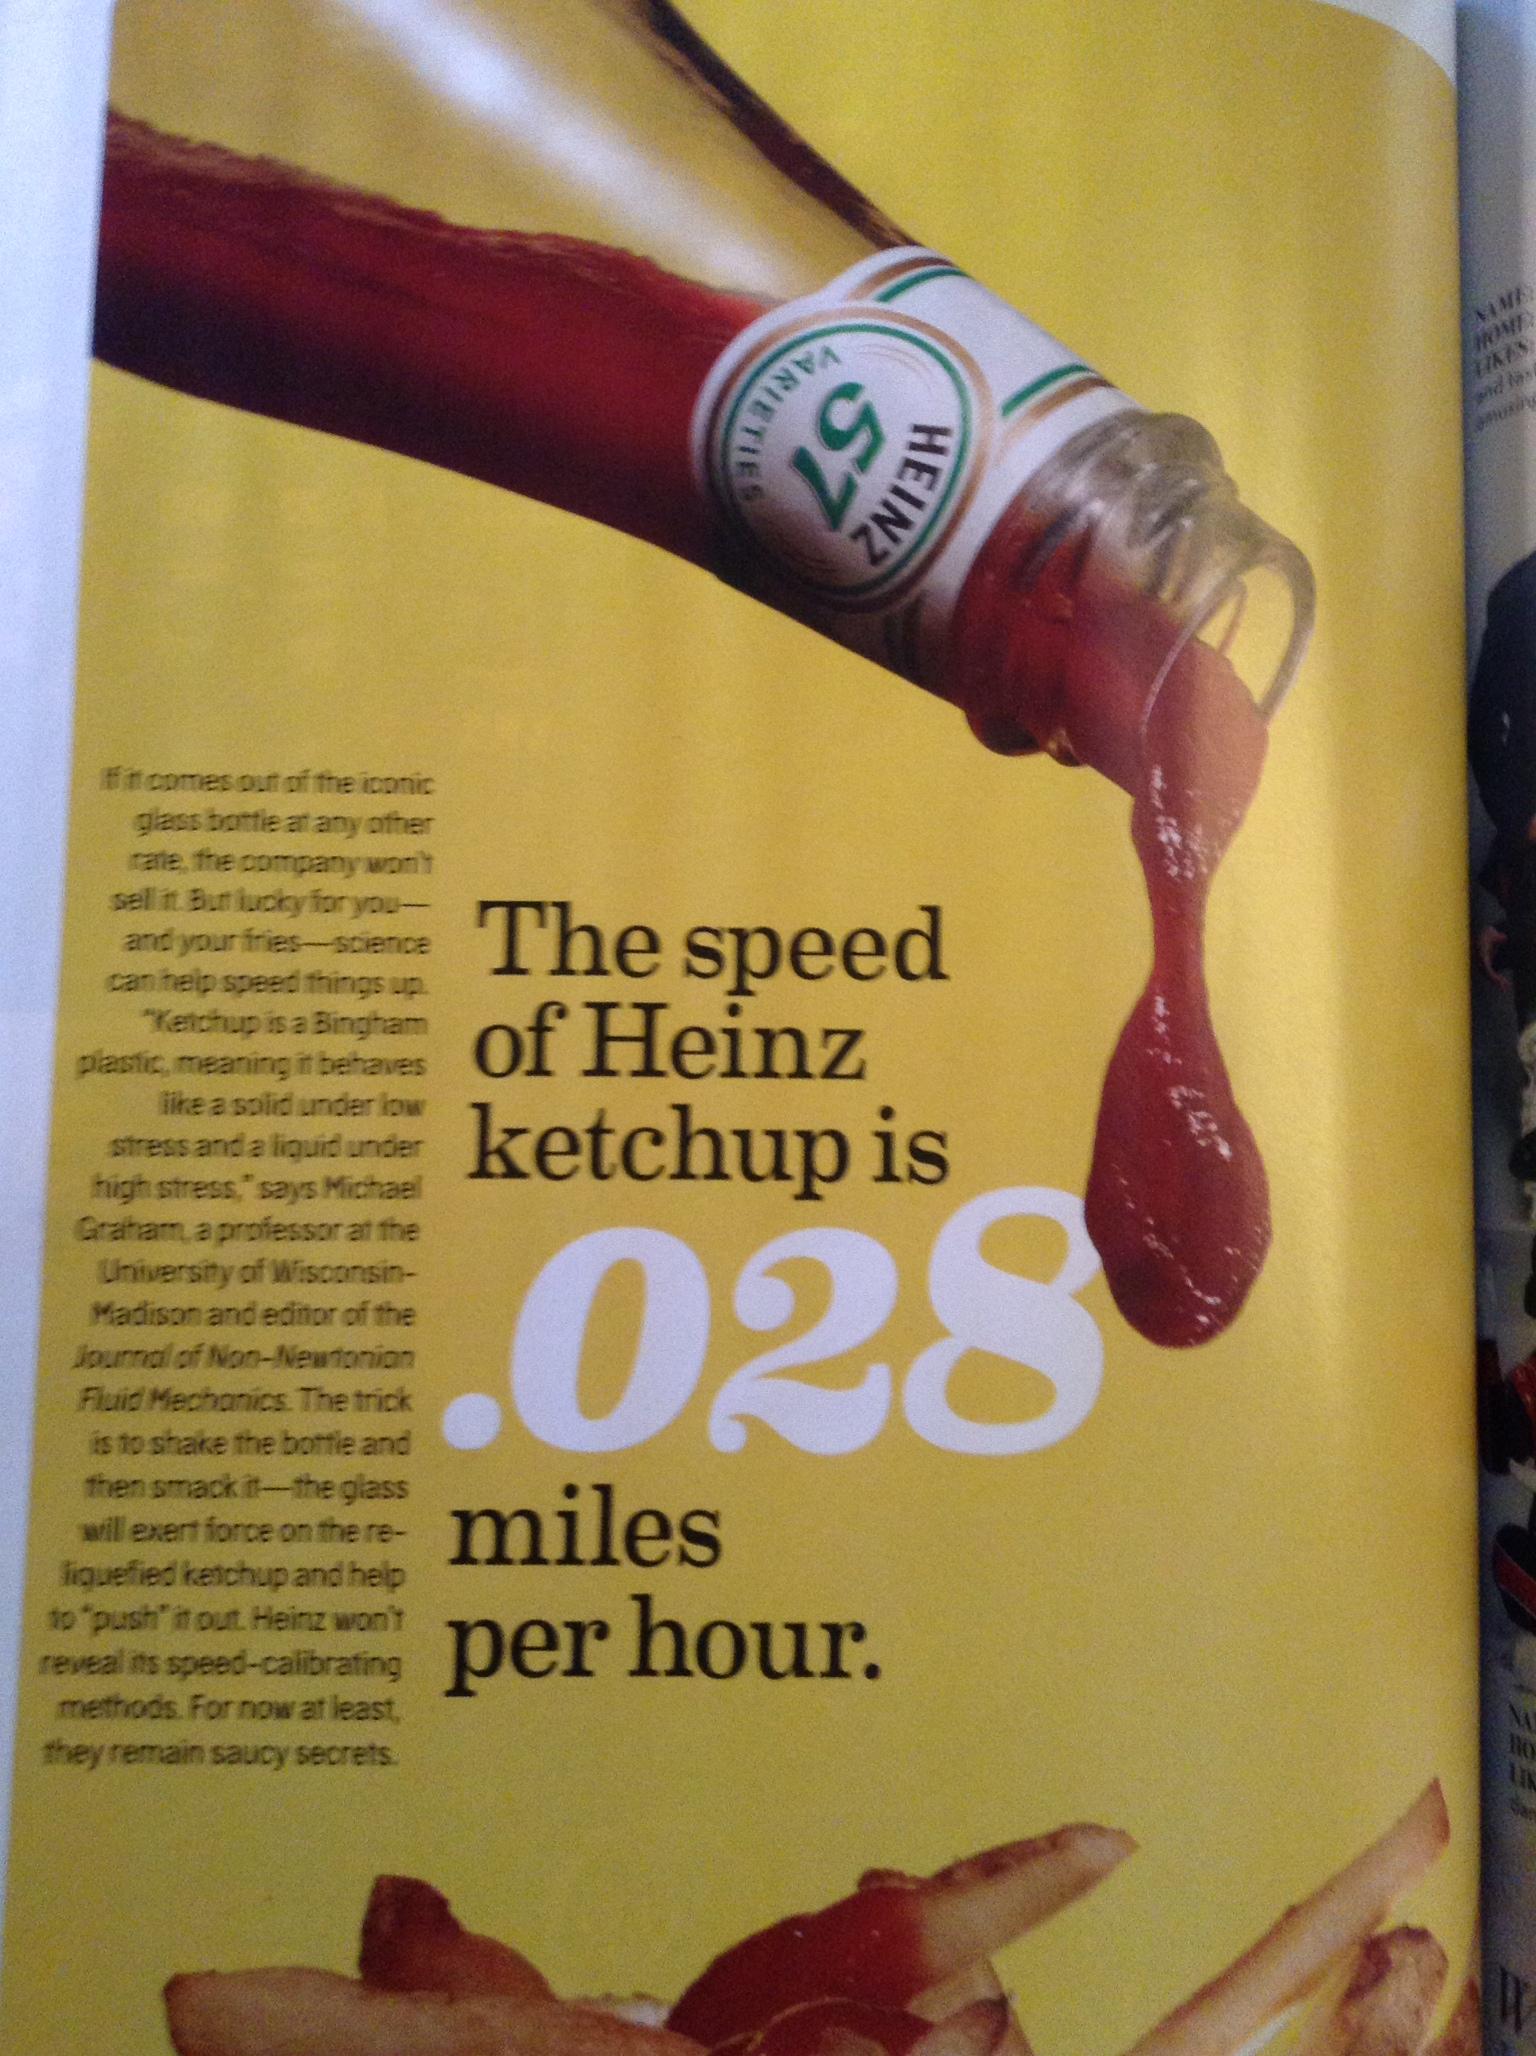 HEINZ
57
VARIETIES
If it comes out of the iconic
glass bottle at any other
rate, the company won't
sell it. But lucky for you—
and your fries—science
can help speed things up.
"Ketchup is a Bingham
plastic, meaning it behaves
like a solid under low
stress and a liquid under
high stress," says Michael
Graham, a professor at the
University of Wisconsin-
Madison and editor of the
Journal of Non-Newtonian
Fluid Mechanics. The trick
is to shake the bottle and
then smack it—the glass
will exert force on the re-
liquefied ketchup and help
to "push" it out. Heinz won't
reveal its speed-calibrating
methods. For now at least,
they remain saucy secrets.
The speed
of Heinz
ketchup is
.028
miles
per hour.
NAME:
HOME:
LIKES:
and